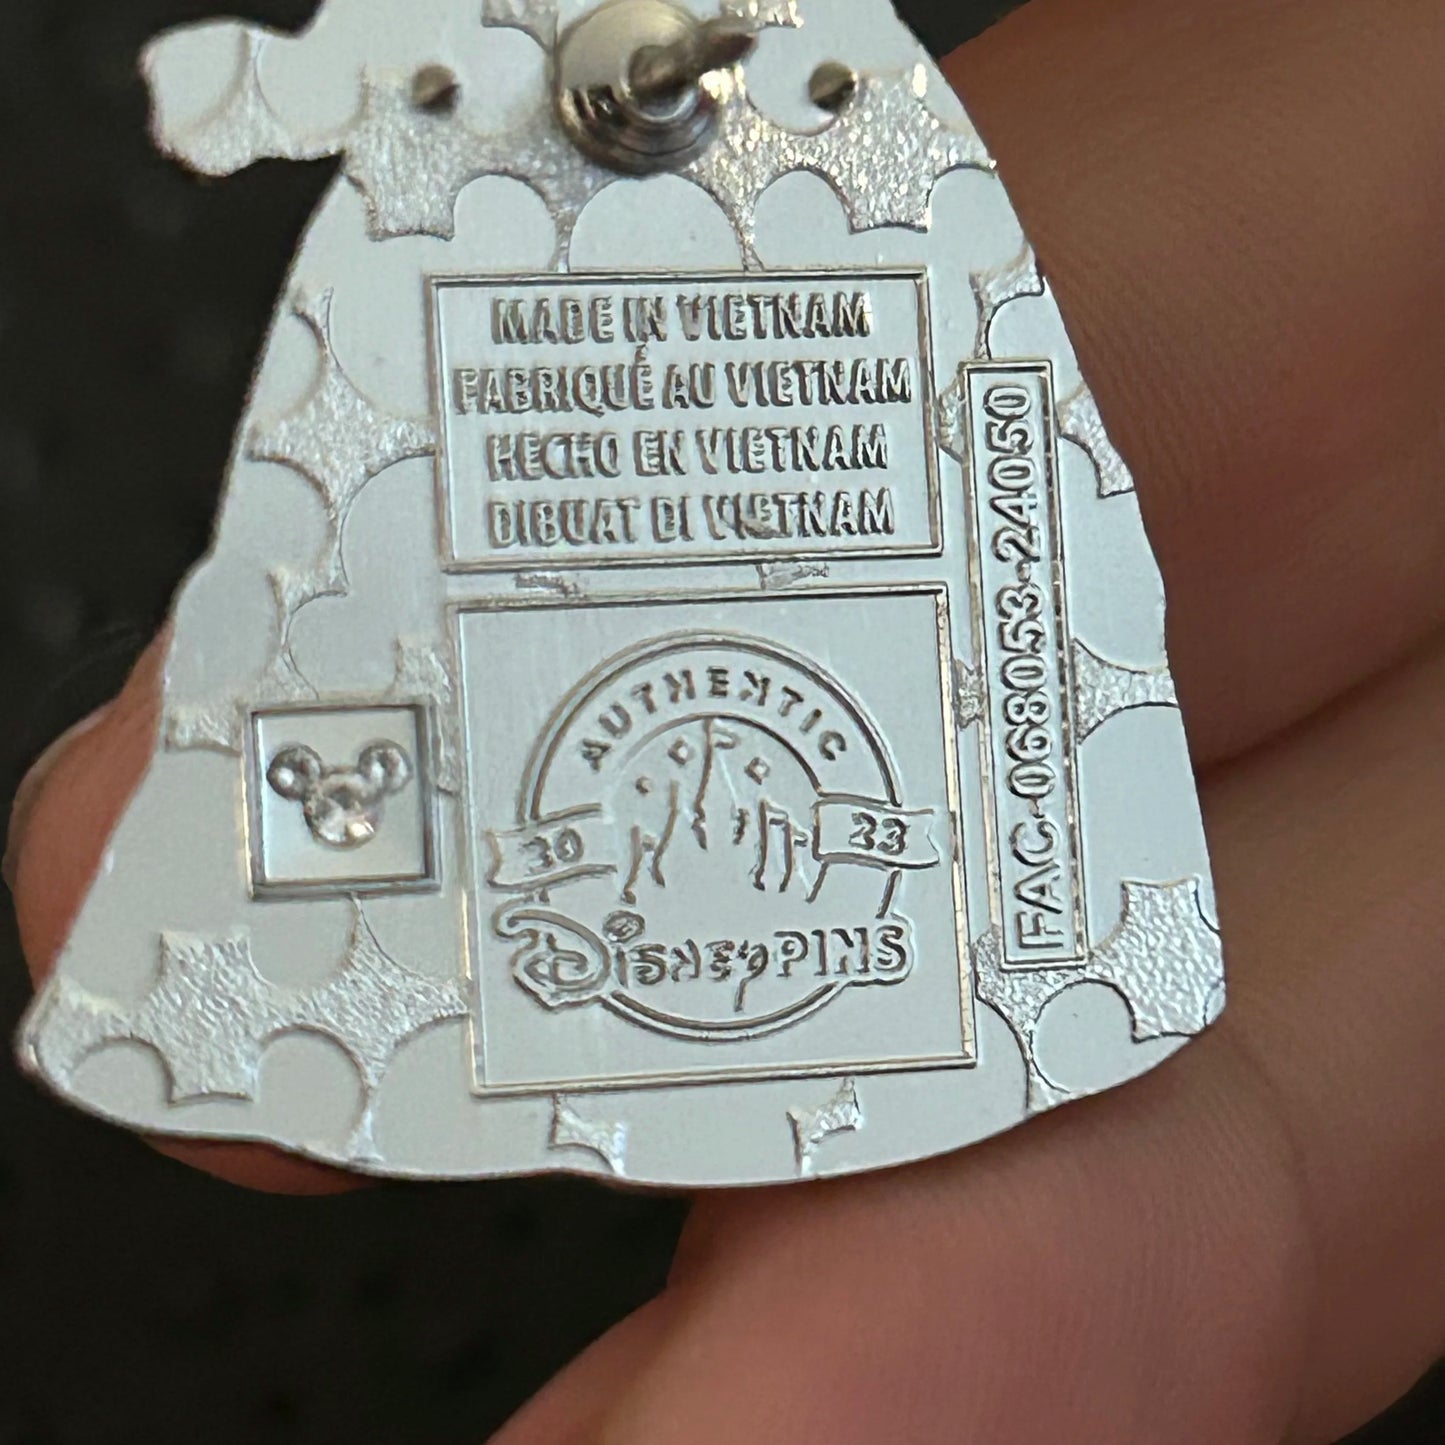 MADE IN VIETNAM
FABRIQUÉ AU VIETNAM
HECHO EN VIETNAM
DIBUAT DI VIETNAM
FAC-068053-24050
AUTHENTIC
20 23
Disney PINS